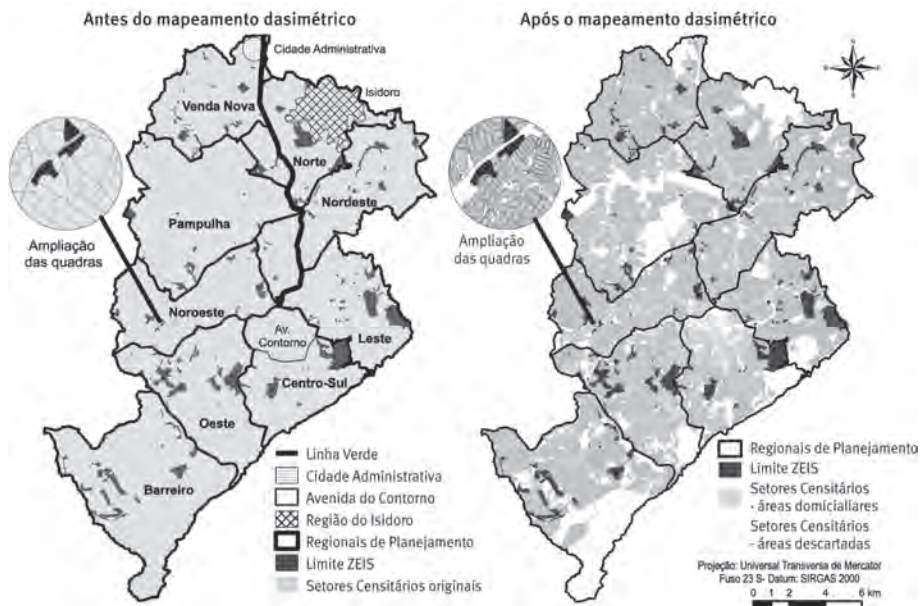 Antes do mapeamento dasimétrico
Cidade Administrativa
Isidoro
Venda Nova
Norte
Nordeste
Pampulha
Ampliação
das quadras
Noroeste
Av.
Contorno
Leste
Centro-Sul
Oeste
Barreiro
Linha Verde
Cidade Administrativa
Avenida do Contorno
Região do Isidoro
Regionais de Planejamento
Limite ZEIS
Setores Censitários originais
Após o mapeamento dasimétrico
Ampliação
das quadras
Regionais de Planejamento
Limite ZEIS
Setores Censitários
- áreas domicialiares
Setores Censitários
- áreas descartadas
Projeção: Universal Transversa de Mercator
Fuso 23 S- Datum: SIRGAS 2000
0 1 2 4 6 km